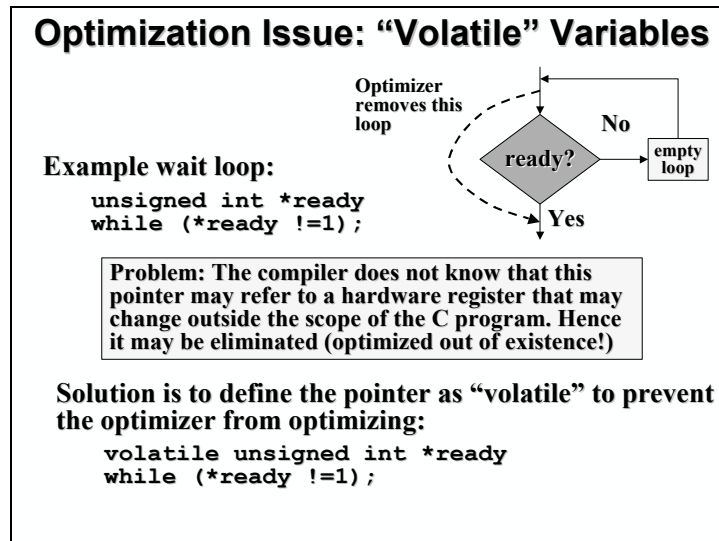 Optimization Issue: “Volatile” Variables
Optimizer
removes this
loop
No
ready?
empty
loop
Yes
Example wait loop:
unsigned int *ready
while (*ready !=1);
Problem: The compiler does not know that this
pointer may refer to a hardware register that may
change outside the scope of the C program. Hence
it may be eliminated (optimized out of existence!)
Solution is to define the pointer as “volatile” to prevent
the optimizer from optimizing:
volatile unsigned int *ready
while (*ready !=1);